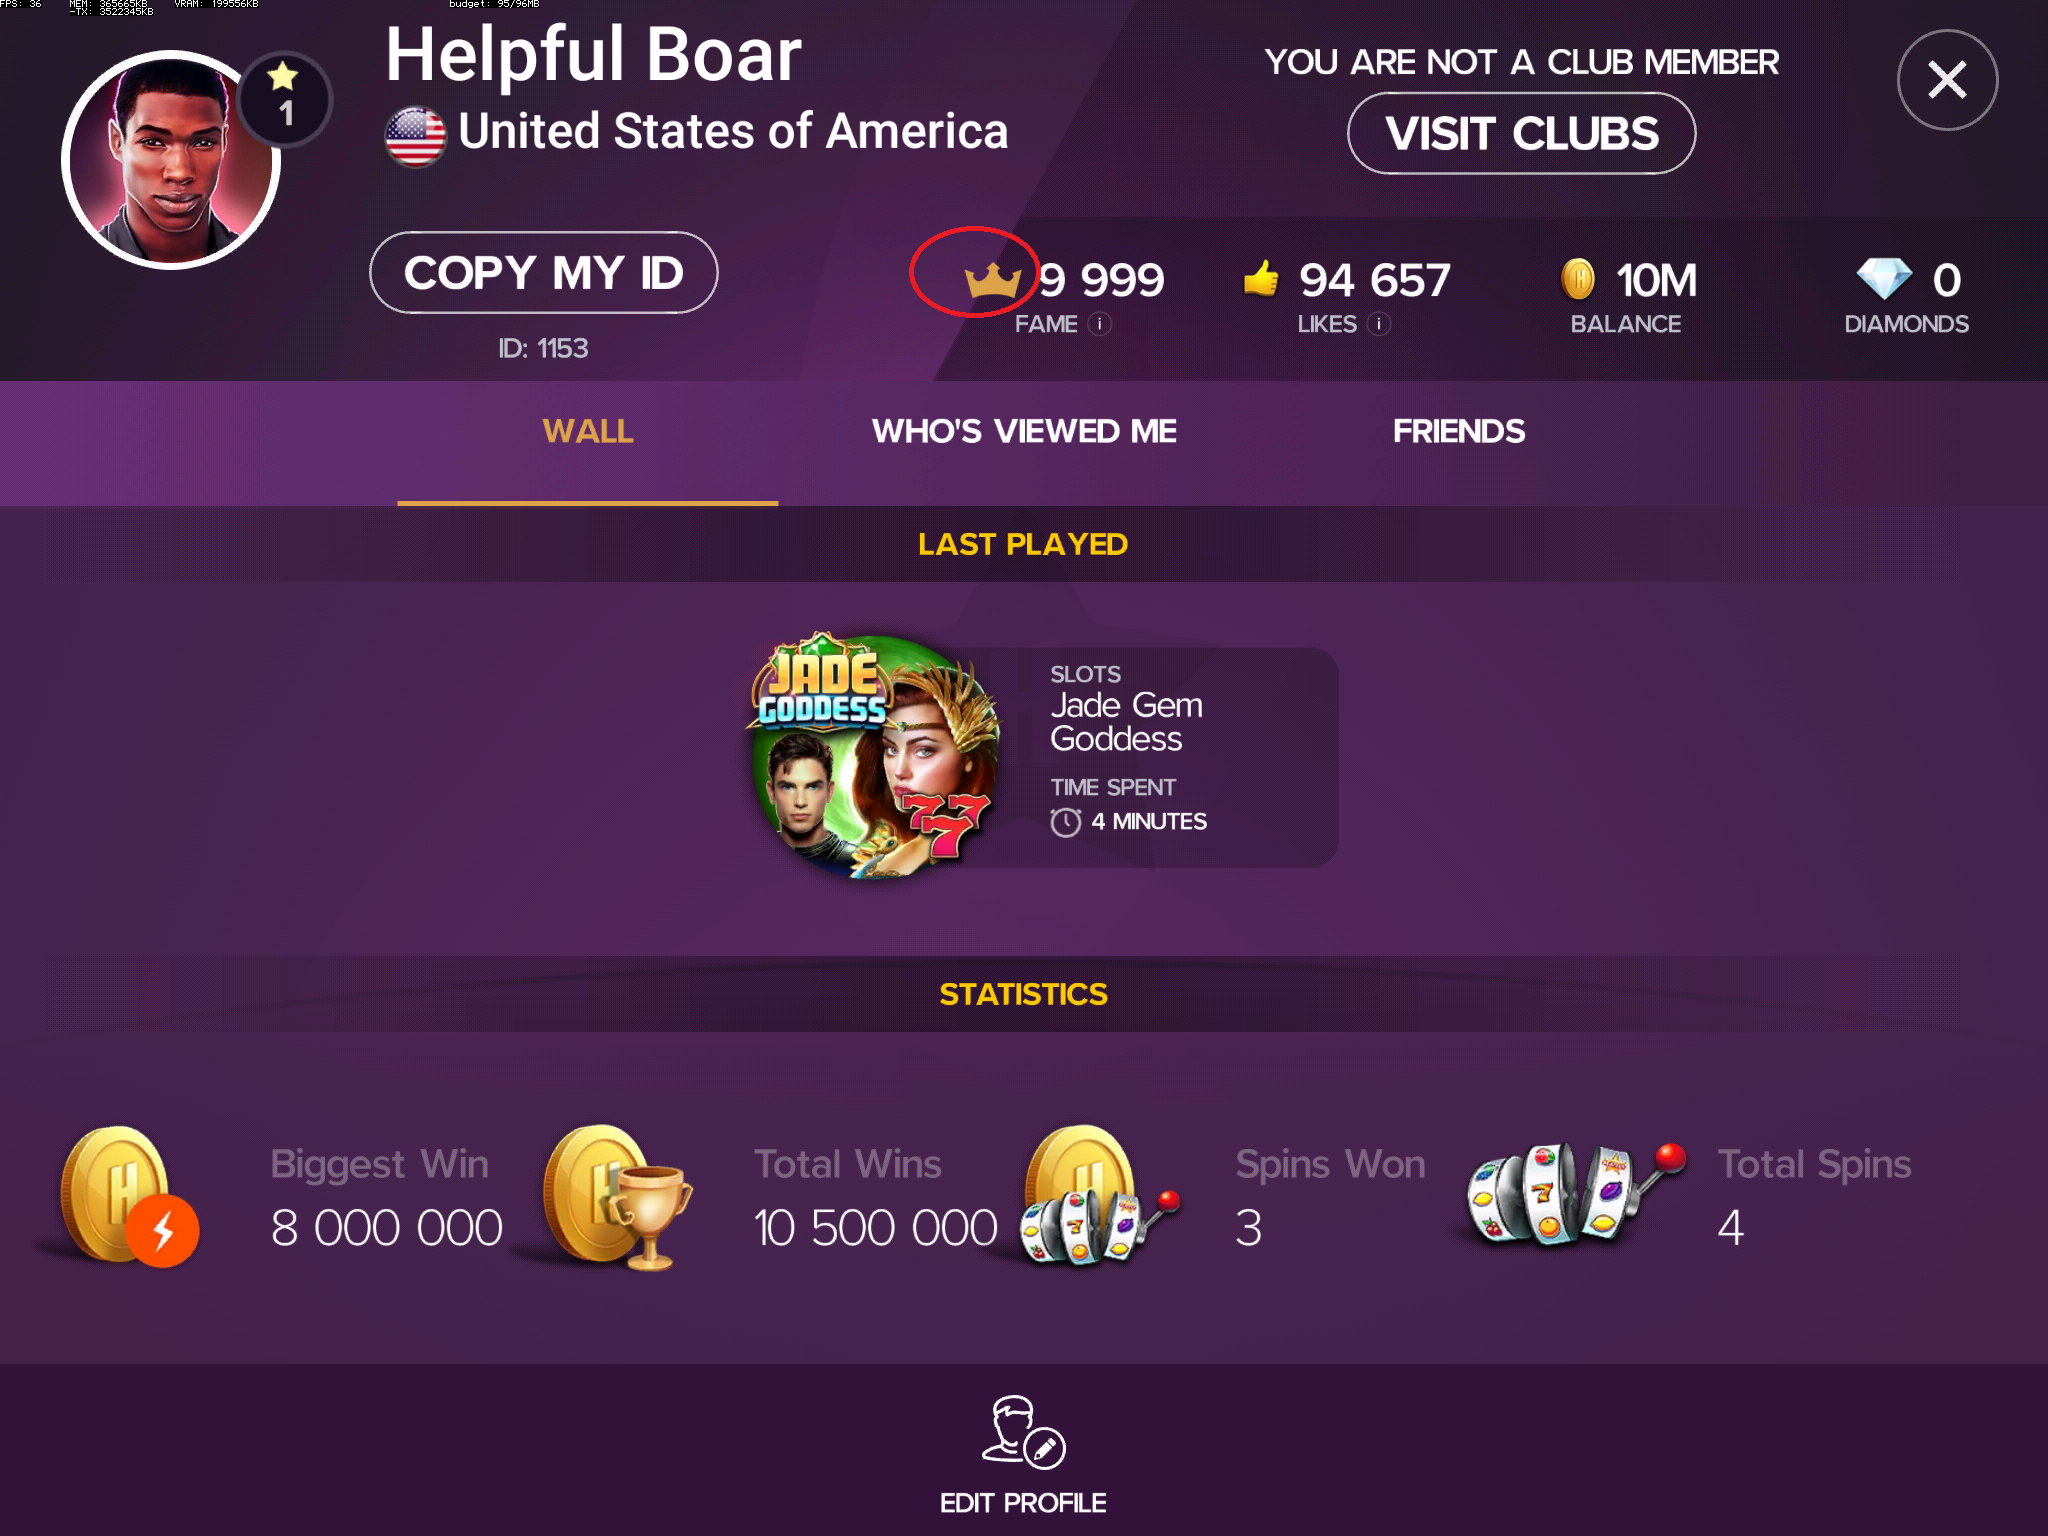 FPS: 36 MEM: 365665KB VRAM: 199556KB budget: 95/96MB
-TX: 3522345KB
Helpful Boar
1
United States of America
YOU ARE NOT A CLUB MEMBER
VISIT CLUBS
COPY MY ID
ID: 1153
9 999
FAME i
94 657
LIKES i
10M
BALANCE
0
DIAMONDS
WALL
WHO'S VIEWED ME
FRIENDS
LAST PLAYED
JADE
GODDESS
777
SLOTS
Jade Gem
Goddess
TIME SPENT
4 MINUTES
STATISTICS
Biggest Win
8 000 000
Total Wins
10 500 000
Spins Won
3
Total Spins
4
EDIT PROFILE